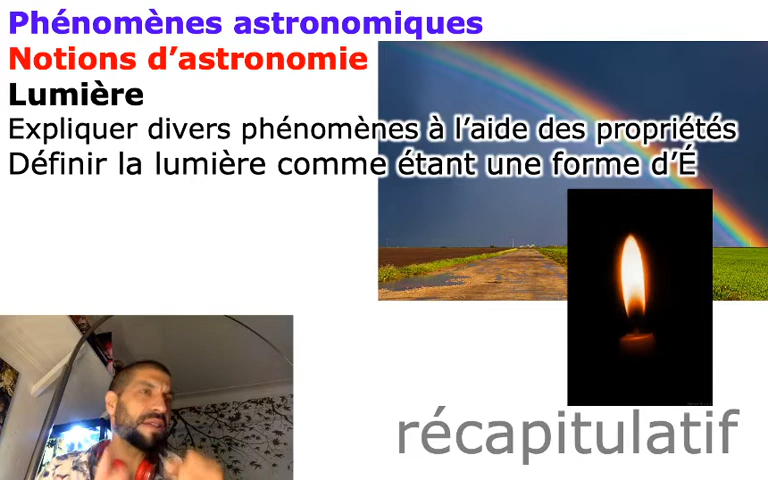 Phénomènes astronomiques
Notions d’astronomie
Lumière
Expliquer divers phénomènes à l’aide des propriétés
Définir la lumière comme étant une forme d’É
récapitulatif